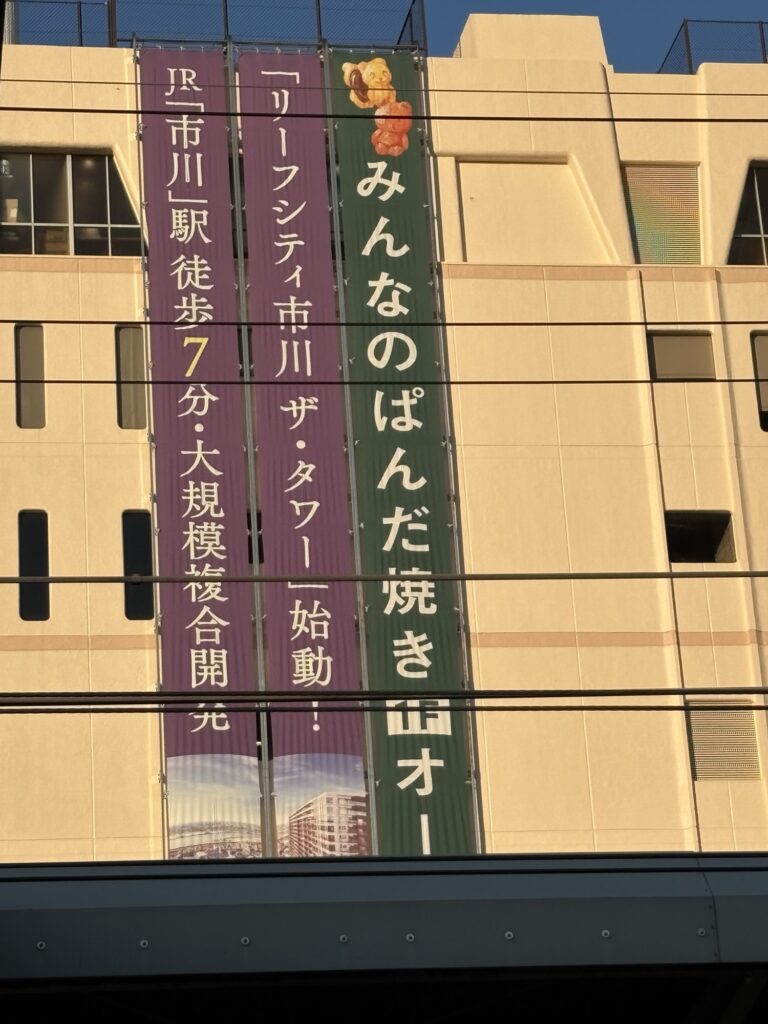 みんなのぱんだ焼き 1F オー
「リーフシティ市川 ザ・タワー」始動！
JR「市川」駅 徒歩7分・大規模複合開発